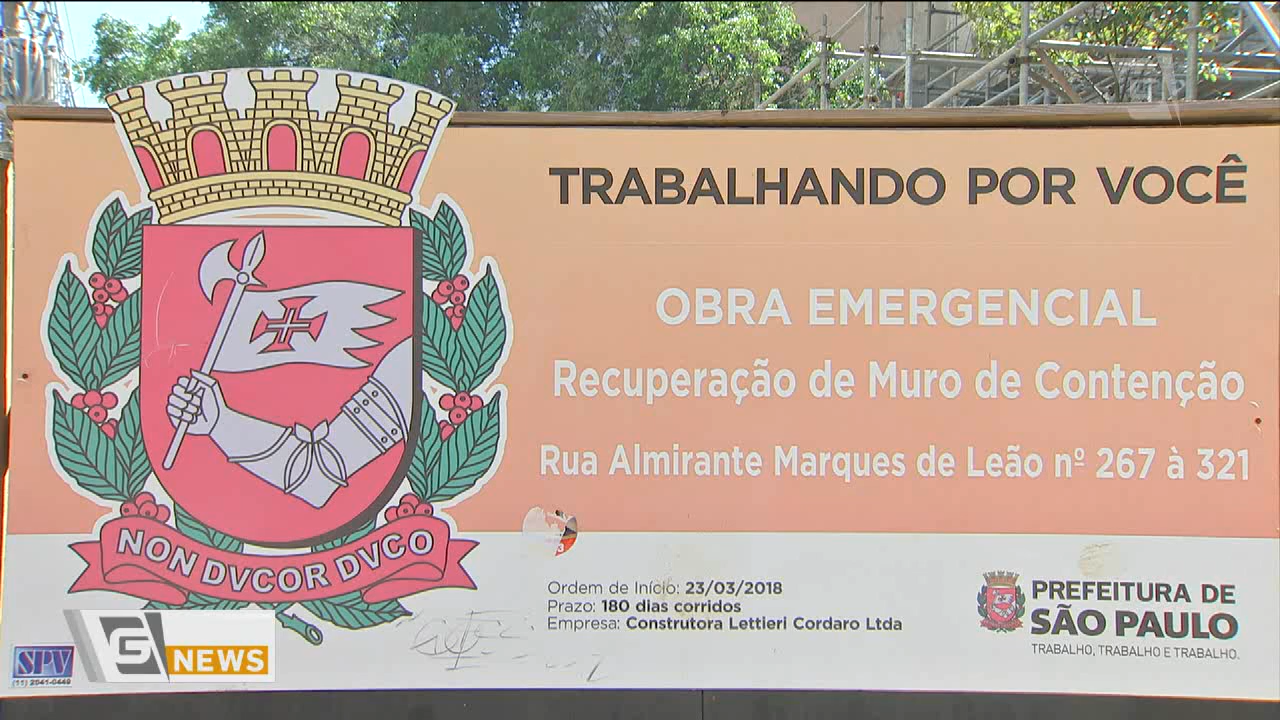 TRABALHANDO POR VOCÊ
OBRA EMERGENCIAL
Recuperação de Muro de Contenção
Rua Almirante Marques de Leão nº 267 à 321
NON DVCOR DVCO
Ordem de Início: 23/03/2018
Prazo: 180 dias corridos
Empresa: Construtora Lettieri Cordaro Ltda
PREFEITURA DE
SÃO PAULO
TRABALHO, TRABALHO E TRABALHO.
SPV
(11) 2041-0449
G
NEWS